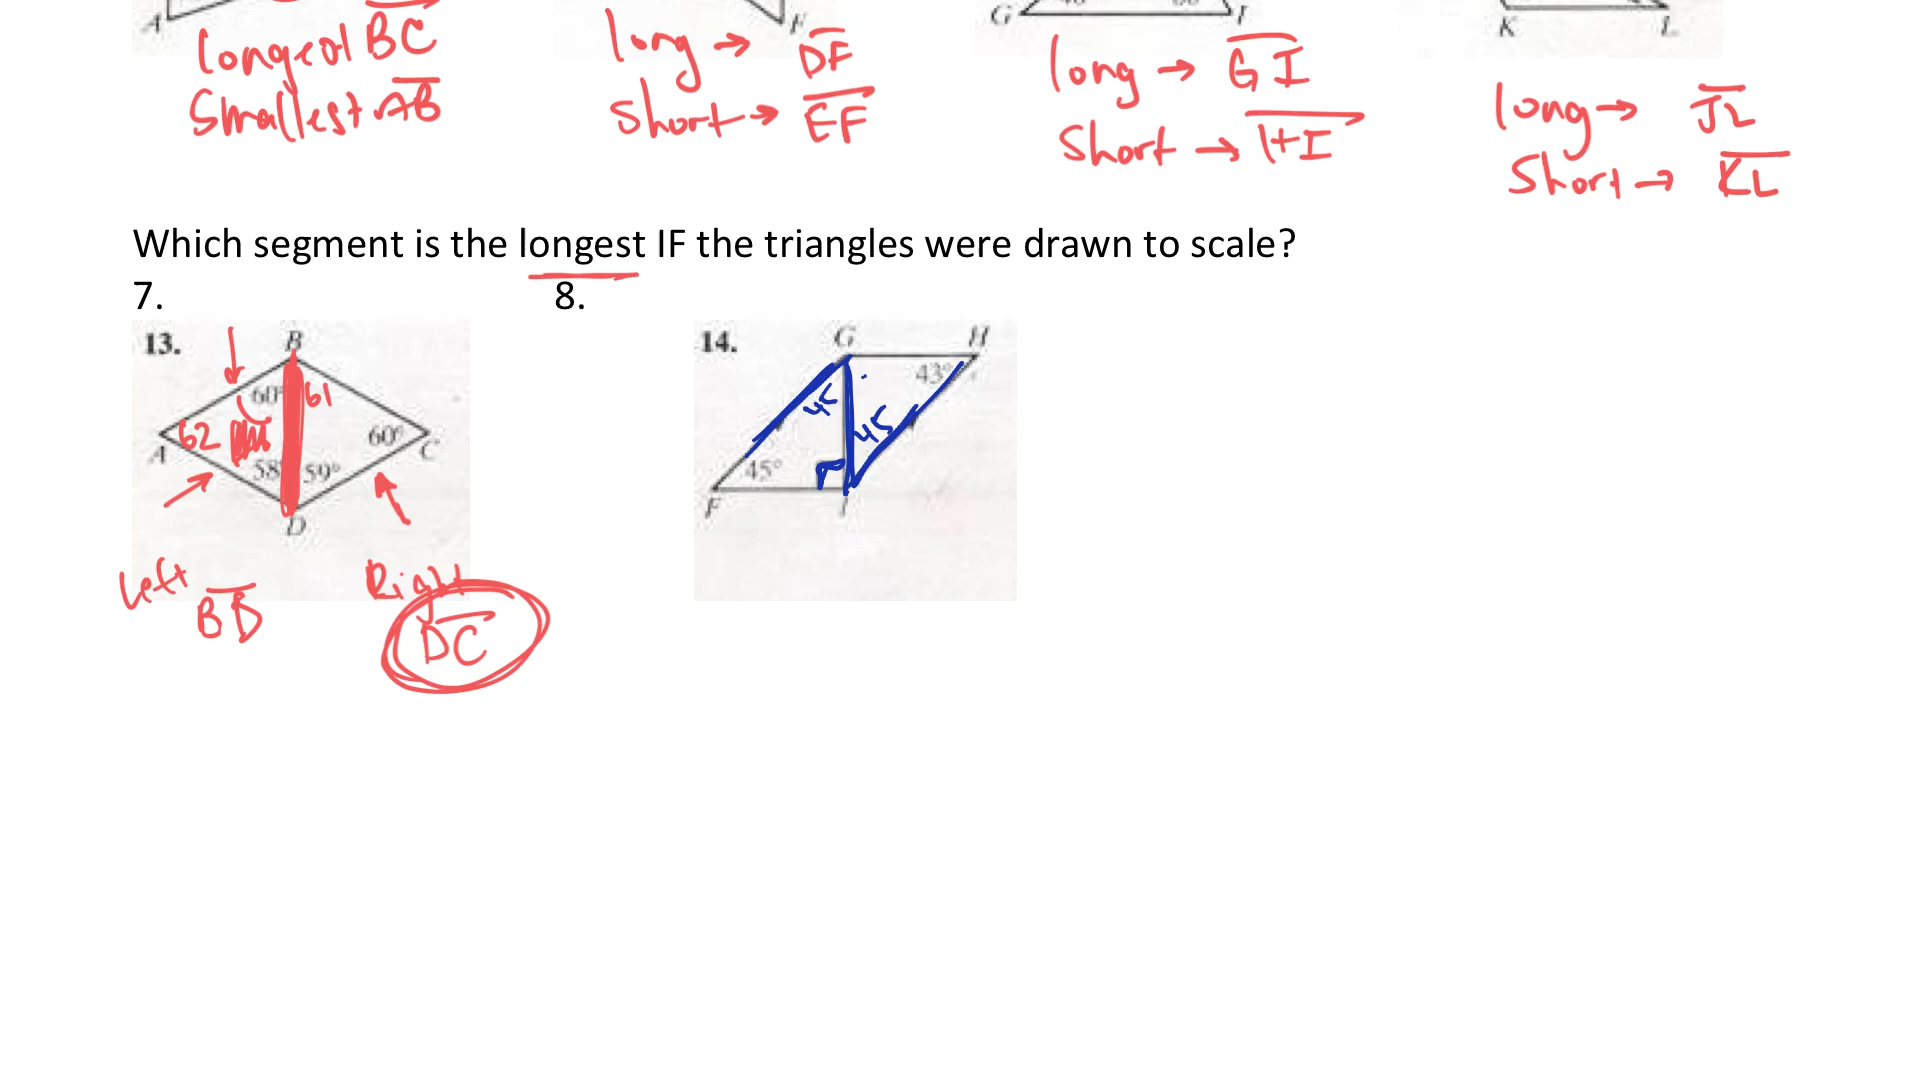 A F G I K L
Longest BC
Smallest AB
long → DF
Short → EF
long → GI
Short → HI
long → JL
Short → KL
Which segment is the longest IF the triangles were drawn to scale?
7. 8.
13. B
60° 61
A 62 60° C
58° 59°
D
Left BD
Right DC
14. G H
43°
45 45
45°
F I